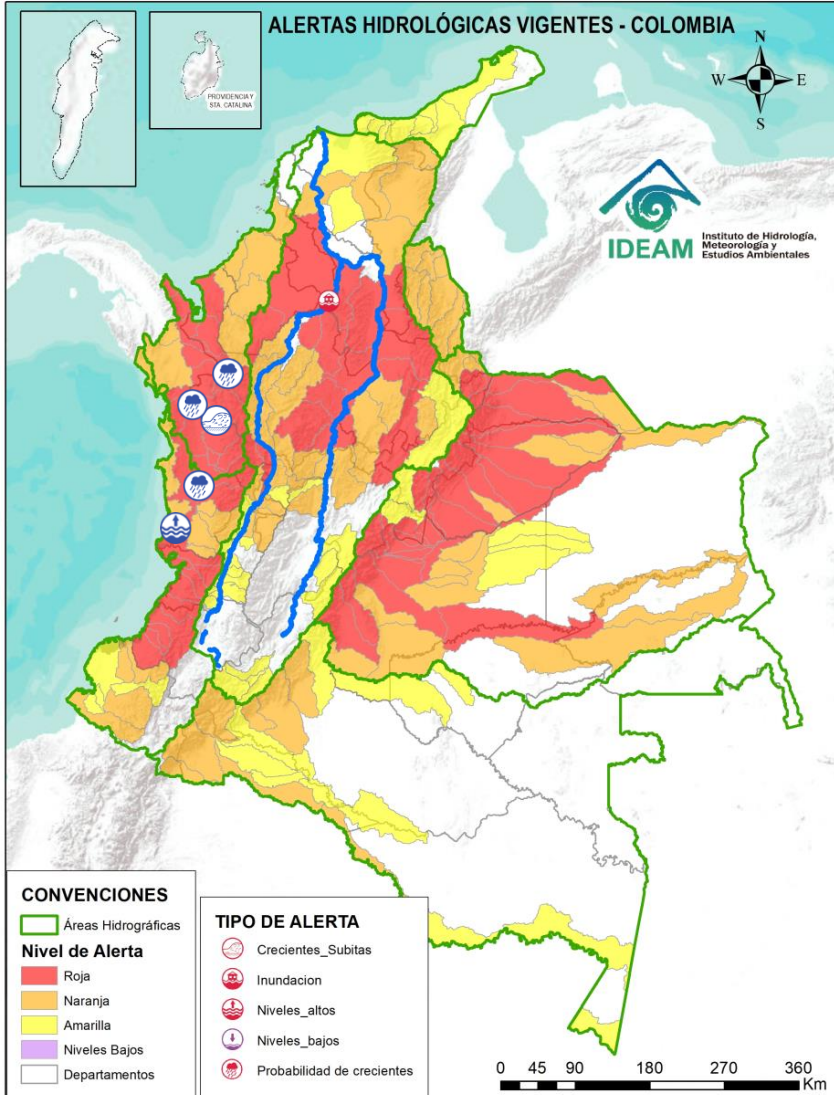 ALERTAS HIDROLÓGICAS VIGENTES - COLOMBIA
PROVIDENCIA Y
STA. CATALINA
N
W
E
S
IDEAM
Instituto de Hidrología,
Meteorología y
Estudios Ambientales
CONVENCIONES
Áreas Hidrográficas
Nivel de Alerta
Roja
Naranja
Amarilla
Niveles Bajos
Departamentos
TIPO DE ALERTA
Crecientes_Subitas
Inundacion
Niveles_altos
Niveles_bajos
Probabilidad de crecientes
0 45 90 180 270 360
Km